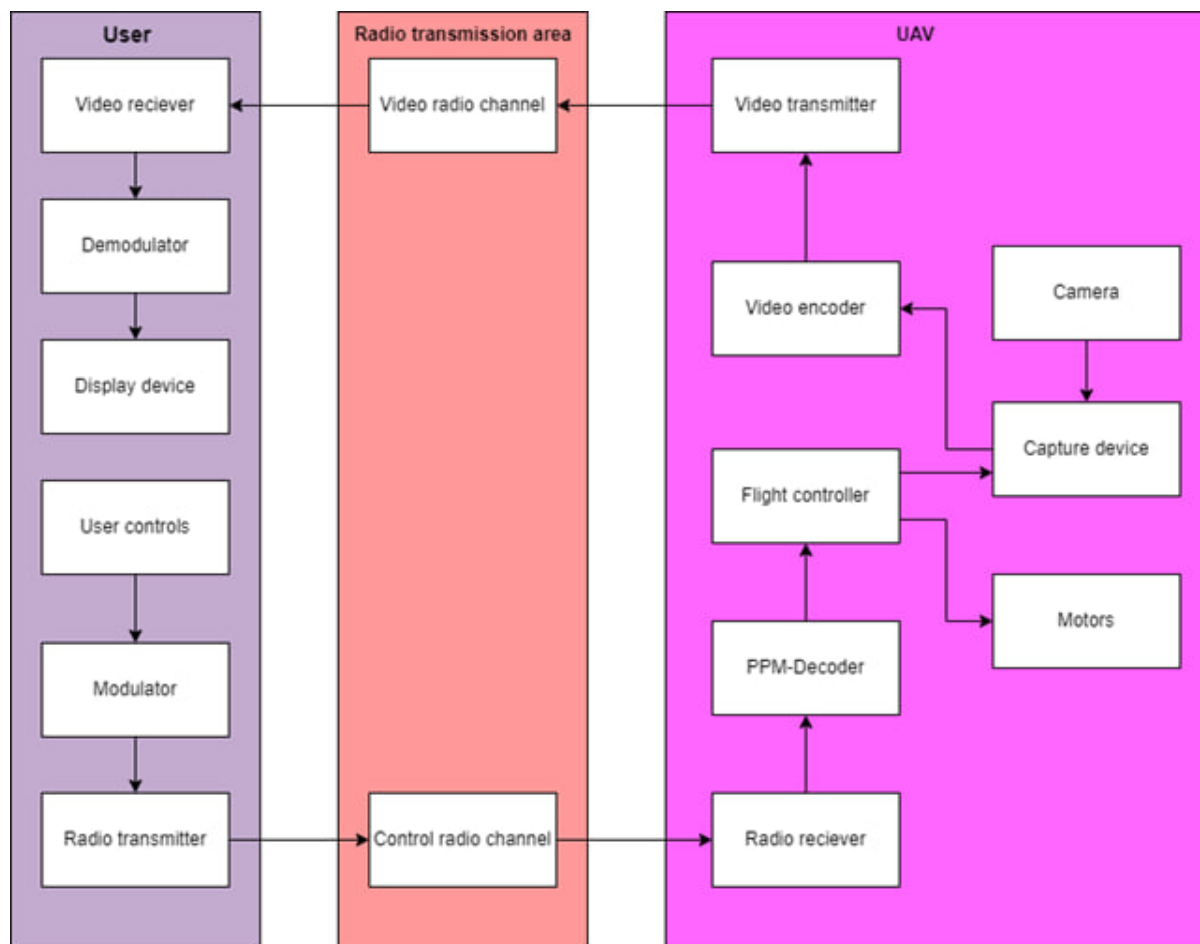 User
Radio transmission area
UAV
Video reciever
Video radio channel
Video transmitter
Demodulator
Video encoder
Camera
Display device
Capture device
Flight controller
User controls
Motors
PPM-Decoder
Modulator
Radio transmitter
Control radio channel
Radio reciever